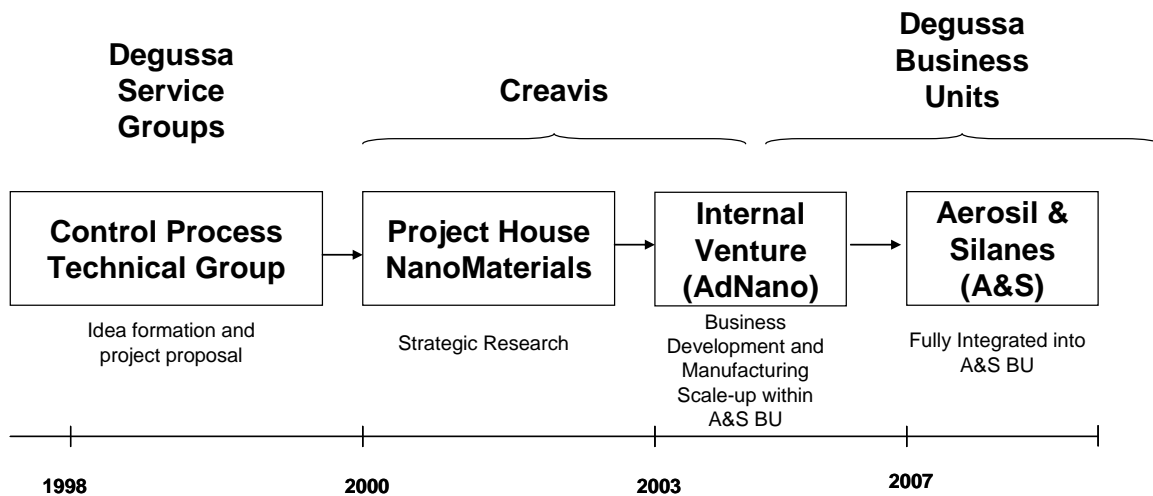 Degussa
Service
Groups
Creavis
Degussa
Business
Units
Control Process
Technical Group
Project House
NanoMaterials
Internal
Venture
(AdNano)
Aerosil &
Silanes
(A&S)
Idea formation and
project proposal
Strategic Research
Business
Development and
Manufacturing
Scale-up within
A&S BU
Fully Integrated into
A&S BU
1998
2000
2003
2007